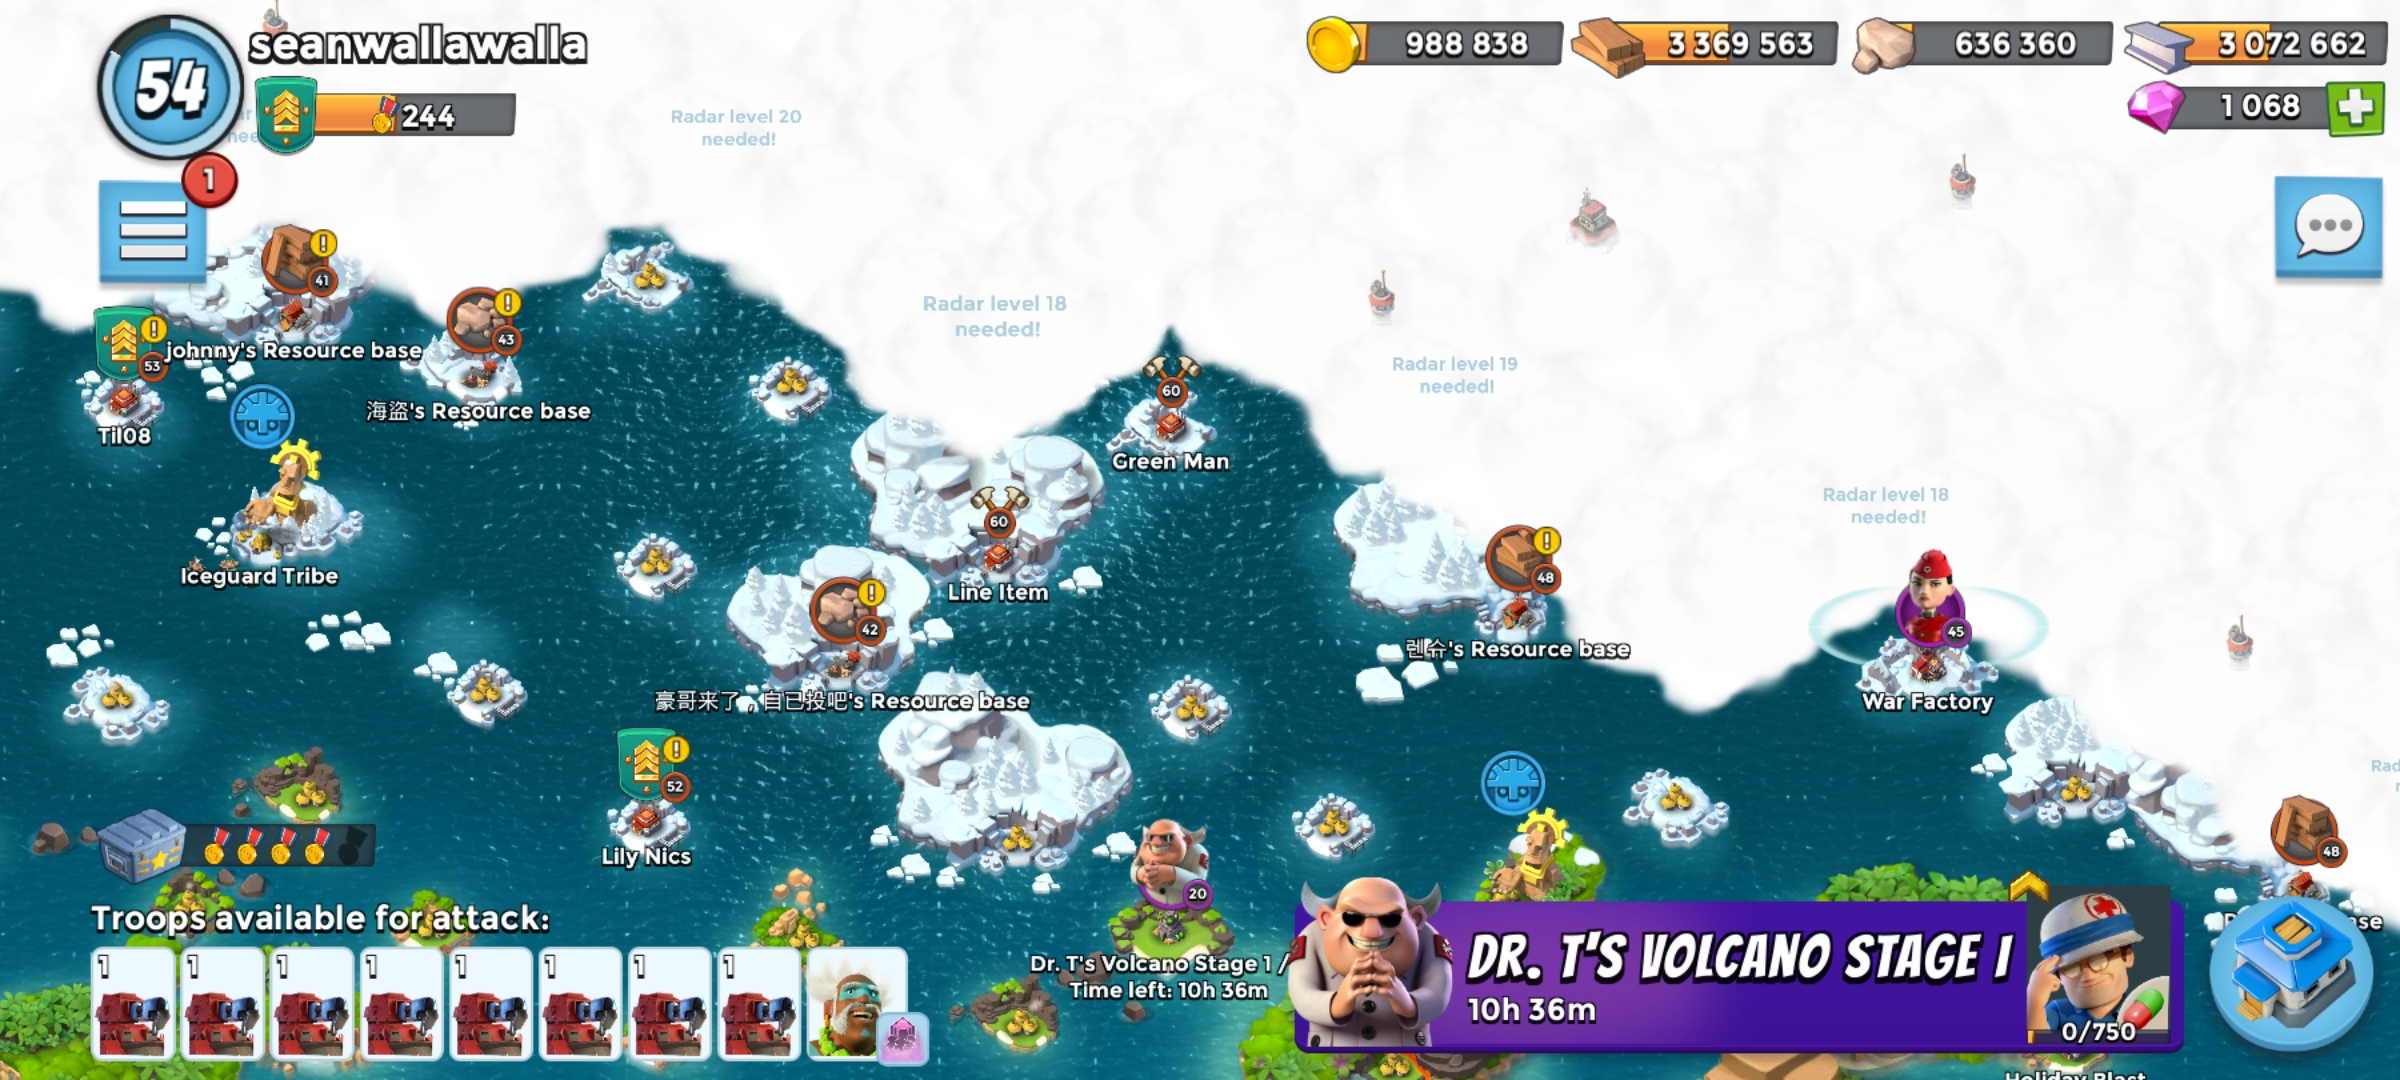 54
seanwallawalla
244
988 838
3 369 563
636 360
3 072 662
1 068
1
Radar level 20
needed!
Radar level 18
needed!
Radar level 19
needed!
Radar level 18
needed!
41
johnny's Resource base
43
海盗's Resource base
53
Til08
Iceguard Tribe
60
Green Man
60
Line Item
42
豪哥来了，自已投吧's Resource base
48
렌슈's Resource base
45
War Factory
52
Lily Nics
48
20
Dr. T's Volcano Stage 1 /
Time left: 10h 36m
Troops available for attack:
1
1
1
1
1
1
1
1
DR. T'S VOLCANO STAGE I
10h 36m
0/750
Holiday Blast